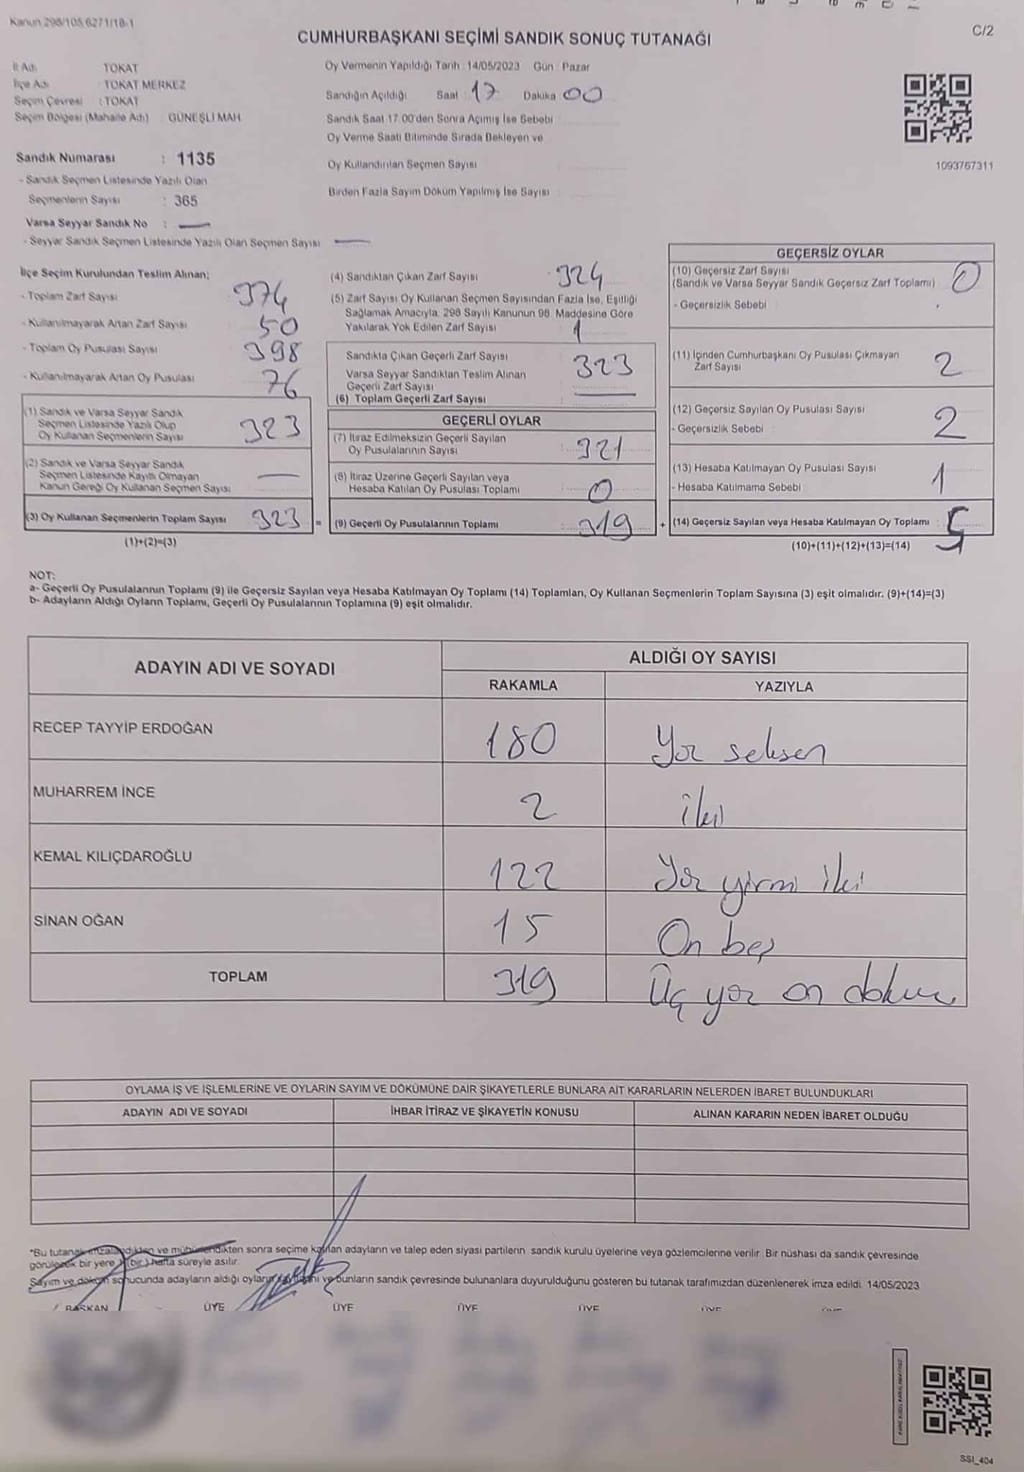 Kanun 298/105,6271/18-1
C/2
CUMHURBAŞKANI SEÇİMİ SANDIK SONUÇ TUTANAĞI
İl Adı TOKAT
İlçe Adı : TOKAT MERKEZ
Seçim Çevresi : TOKAT
Seçim Bölgesi (Mahalle Adı) : GÜNEŞLİ MAH.
Oy Vermenin Yapıldığı Tarih :14/05/2023 Gün : Pazar
Sandığın Açıldığı Saat : 17 Dakika 00
Sandık Saat 17:00'den Sonra Açımış İse Sebebi
Oy Verme Saati Bitiminde Sırada Bekleyen ve
Oy Kullandırılan Seçmen Sayısı
Birden Fazla Sayım Döküm Yapılmış İse Sayısı
1093767311
Sandık Numarası : 1135
- Sandık Seçmen Listesinde Yazılı Olan
Seçmenlerin Sayısı : 365
Varsa Seyyar Sandık No : —
- Seyyar Sandık Seçmen Listesinde Yazılı Olan Seçmen Sayısı —
İlçe Seçim Kurulundan Teslim Alınan;
- Toplam Zarf Sayısı 374
- Kullanılmayarak Artan Zarf Sayısı 50
- Toplam Oy Pusulası Sayısı 398
- Kullanılmayarak Artan Oy Pusulası 76
(1) Sandık ve Varsa Seyyar Sandık
Seçmen Listesinde Yazılı Olup
Oy Kullanan Seçmenlerin Sayısı 323
(2) Sandık ve Varsa Seyyar Sandık
Seçmen Listesinde Kayıtlı Olmayan
Kanun Gereği Oy Kullanan Seçmen Sayısı —
(3) Oy Kullanan Seçmenlerin Toplam Sayısı 323 =
(1)+(2)=(3)
(4) Sandıktan Çıkan Zarf Sayısı 324
(5) Zarf Sayısı Oy Kullanan Seçmen Sayısından Fazla İse, Eşitliği
Sağlamak Amacıyla, 298 Sayılı Kanunun 98. Maddesine Göre
Yakılarak Yok Edilen Zarf Sayısı 1
Sandıkta Çıkan Geçerli Zarf Sayısı 323
Varsa Seyyar Sandıktan Teslim Alınan
Geçerli Zarf Sayısı —
(6) Toplam Geçerli Zarf Sayısı
GEÇERLİ OYLAR
(7) İtiraz Edilmeksizin Geçerli Sayılan
Oy Pusulalarının Sayısı 321
(8) İtiraz Üzerine Geçerli Sayılan veya
Hesaba Katılan Oy Pusulası Toplamı 0
(9) Geçerli Oy Pusulalarının Toplamı 319 +
GEÇERSİZ OYLAR
(10) Geçersiz Zarf Sayısı
(Sandık ve Varsa Seyyar Sandık Geçersiz Zarf Toplamı) 0
- Geçersizlik Sebebi
(11) İçinden Cumhurbaşkanı Oy Pusulası Çıkmayan
Zarf Sayısı 2
(12) Geçersiz Sayılan Oy Pusulası Sayısı 2
- Geçersizlik Sebebi
(13) Hesaba Katılmayan Oy Pusulası Sayısı 1
- Hesaba Katılmama Sebebi
(14) Geçersiz Sayılan veya Hesaba Katılmayan Oy Toplamı : 5
(10)+(11)+(12)+(13)=(14)
NOT:
a- Geçerli Oy Pusulalarının Toplamı (9) ile Geçersiz Sayılan veya Hesaba Katılmayan Oy Toplamı (14) Toplamları, Oy Kullanan Seçmenlerin Toplam Sayısına (3) eşit olmalıdır. (9)+(14)=(3)
b- Adayların Aldığı Oyların Toplamı, Geçerli Oy Pusulalarının Toplamına (9) eşit olmalıdır.
ADAYIN ADI VE SOYADI
ALDIĞI OY SAYISI
RAKAMLA YAZIYLA
RECEP TAYYİP ERDOĞAN 180 Yüz seksen
MUHARREM İNCE 2 iki
KEMAL KILIÇDAROĞLU 122 Yüz yirmi iki
SİNAN OĞAN 15 On beş
TOPLAM 319 Üç yüz on dokuz
OYLAMA İŞ VE İŞLEMLERİNE VE OYLARIN SAYIM VE DÖKÜMÜNE DAİR ŞİKAYETLERLE BUNLARA AİT KARARLARIN NELERDEN İBARET BULUNDUKLARI
ADAYIN ADI VE SOYADI İHBAR İTİRAZ VE ŞİKAYETİN KONUSU ALINAN KARARIN NEDEN İBARET OLDUĞU
*Bu tutanak imzalandıktan ve mühürlendikten sonra seçime katılan adayların ve talep eden siyasi partilerin sandık kurulu üyelerine veya gözlemcilerine verilir. Bir nüshası da sandık çevresinde
görülecek bir yere 1 (bir) hafta süreyle asılır.
Sayım ve döküm sonucunda adayların aldığı oyların sayısını ve bunların sandık çevresinde bulunanlara duyurulduğunu gösteren bu tutanak tarafımızdan düzenlenerek imza edildi. 14/05/2023
BAŞKAN ÜYE ÜYE ÜYE ÜYE ÜYE
SSI_404